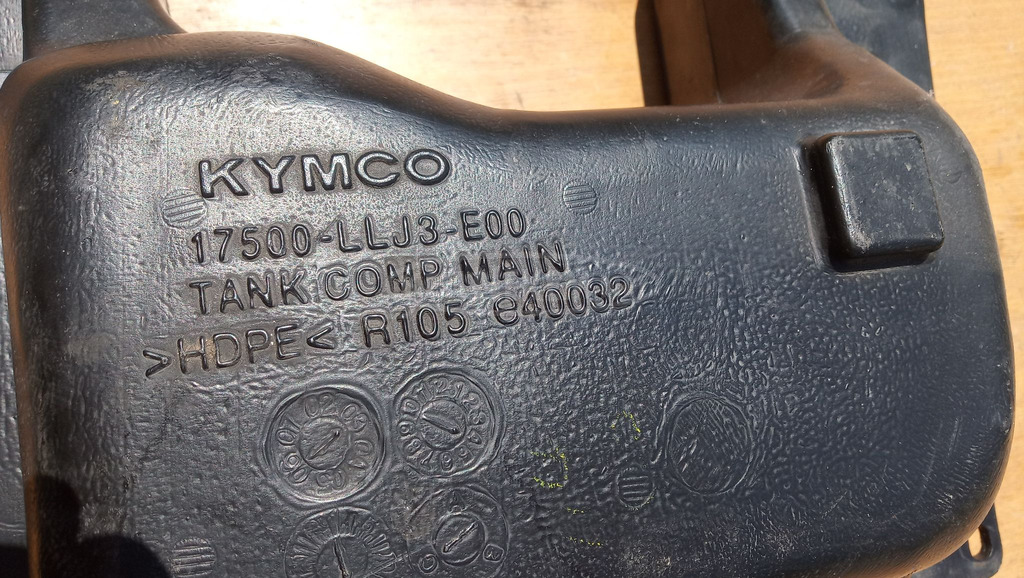 KYMCO
17500-LLJ3-E00
TANK COMP MAIN
>HDPE< R105 e40032